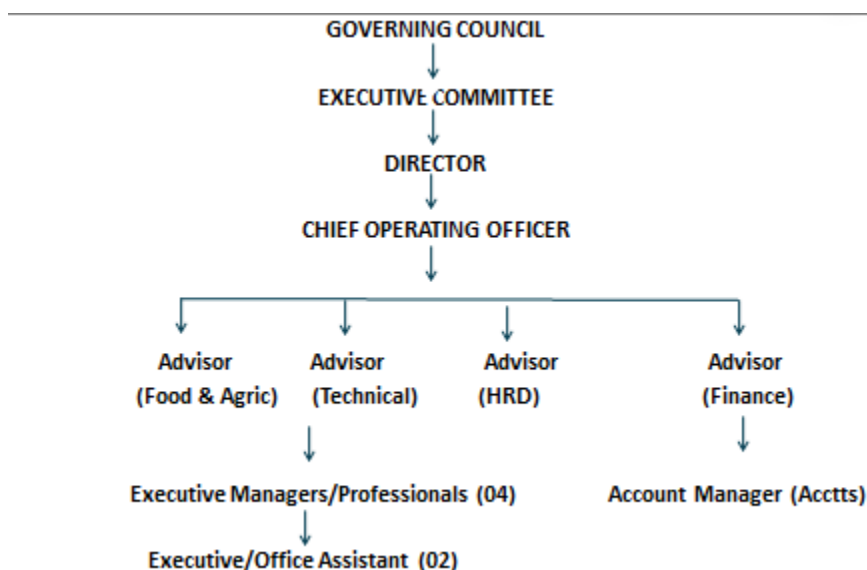 GOVERNING COUNCIL
EXECUTIVE COMMITTEE
DIRECTOR
CHIEF OPERATING OFFICER
Advisor Advisor Advisor Advisor
(Food & Agric) (Technical) (HRD) (Finance)
Executive Managers/Professionals (04) Account Manager (Acctts)
Executive/Office Assistant (02)